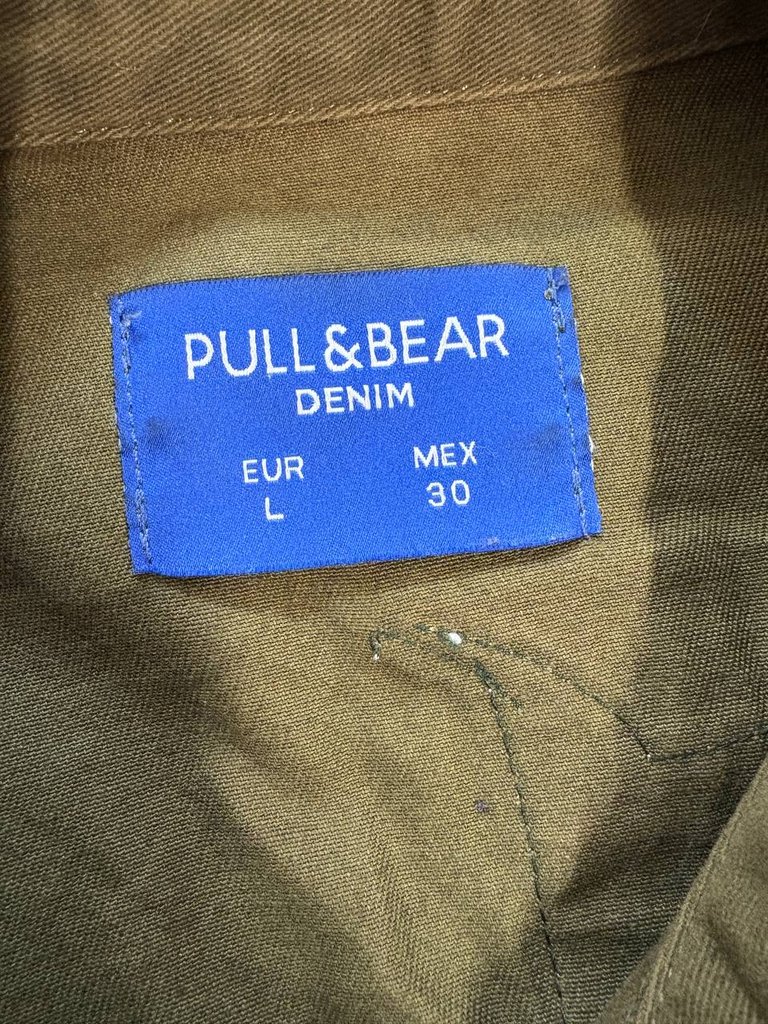 PULL&BEAR
DENIM
EUR MEX
L 30